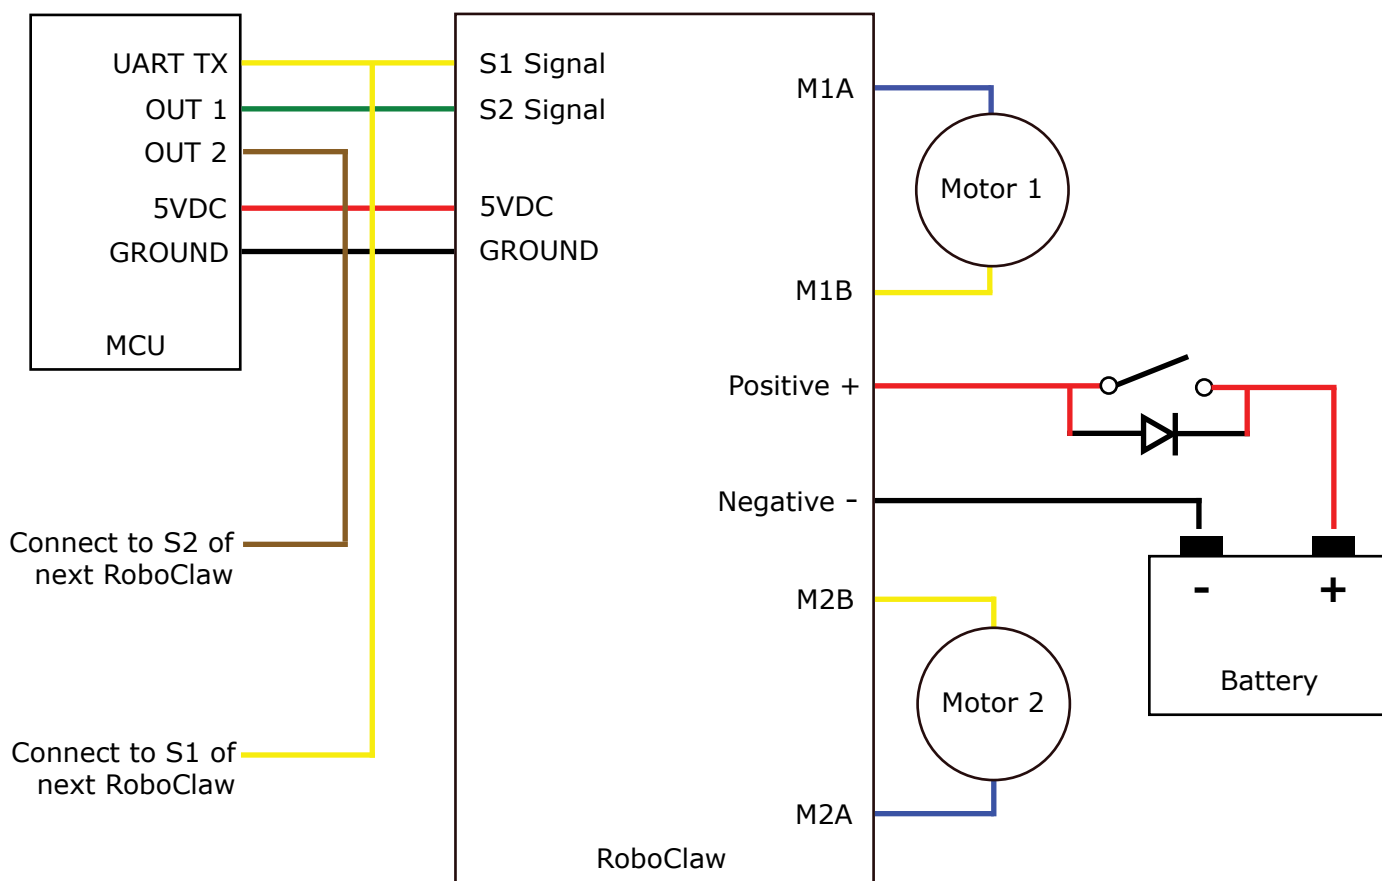 UART TX
OUT 1
OUT 2
5VDC
GROUND
MCU
Connect to S2 of
next RoboClaw
Connect to S1 of
next RoboClaw
S1 Signal
S2 Signal
5VDC
GROUND
M1A
M1B
Positive +
Negative -
M2B
M2A
RoboClaw
Motor 1
Motor 2
- +
Battery